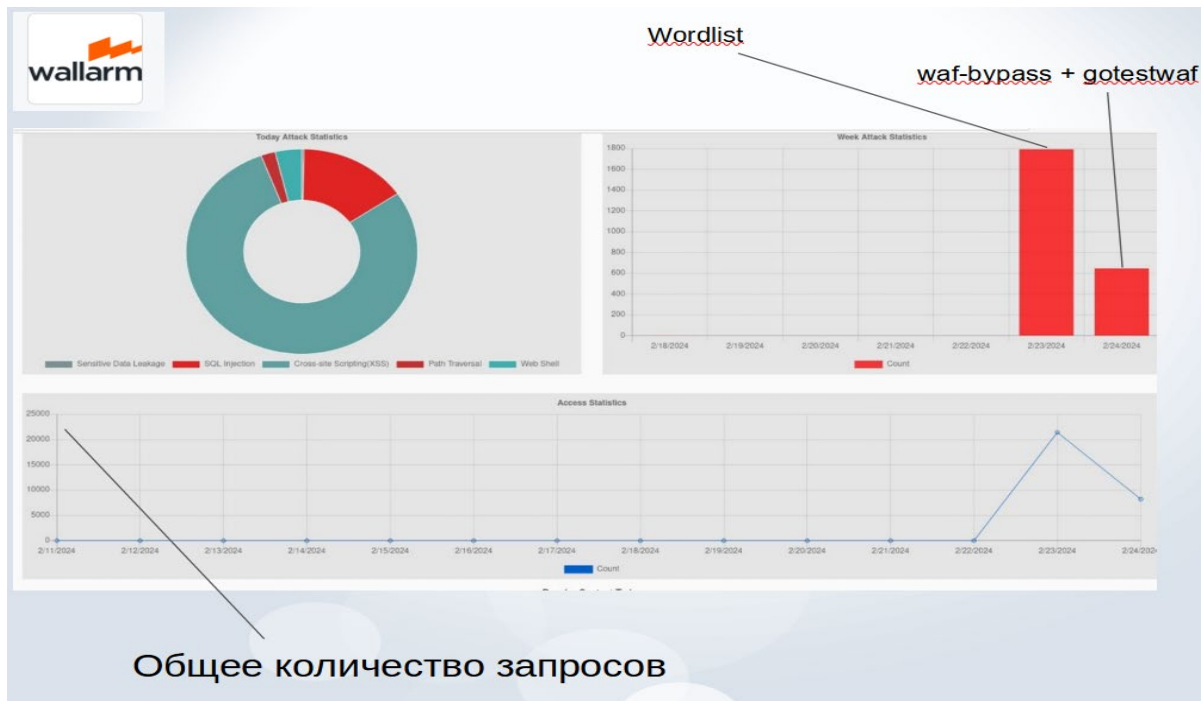 wallarm
Wordlist
waf-bypass + gotestwaf
Today Attack Statistics
Sensitive Data Leakage SQL Injection Cross-site Scripting(XSS) Path Traversal Web Shell
Week Attack Statistics
1800
1600
1400
1200
1000
800
600
400
200
0
2/18/2024 2/19/2024 2/20/2024 2/21/2024 2/22/2024 2/23/2024 2/24/2024
Count
Access Statistics
25000
20000
15000
10000
5000
0
2/11/2024 2/12/2024 2/13/2024 2/14/2024 2/15/2024 2/16/2024 2/17/2024 2/18/2024 2/19/2024 2/20/2024 2/21/2024 2/22/2024 2/23/2024 2/24/202
Count
Общее количество запросов